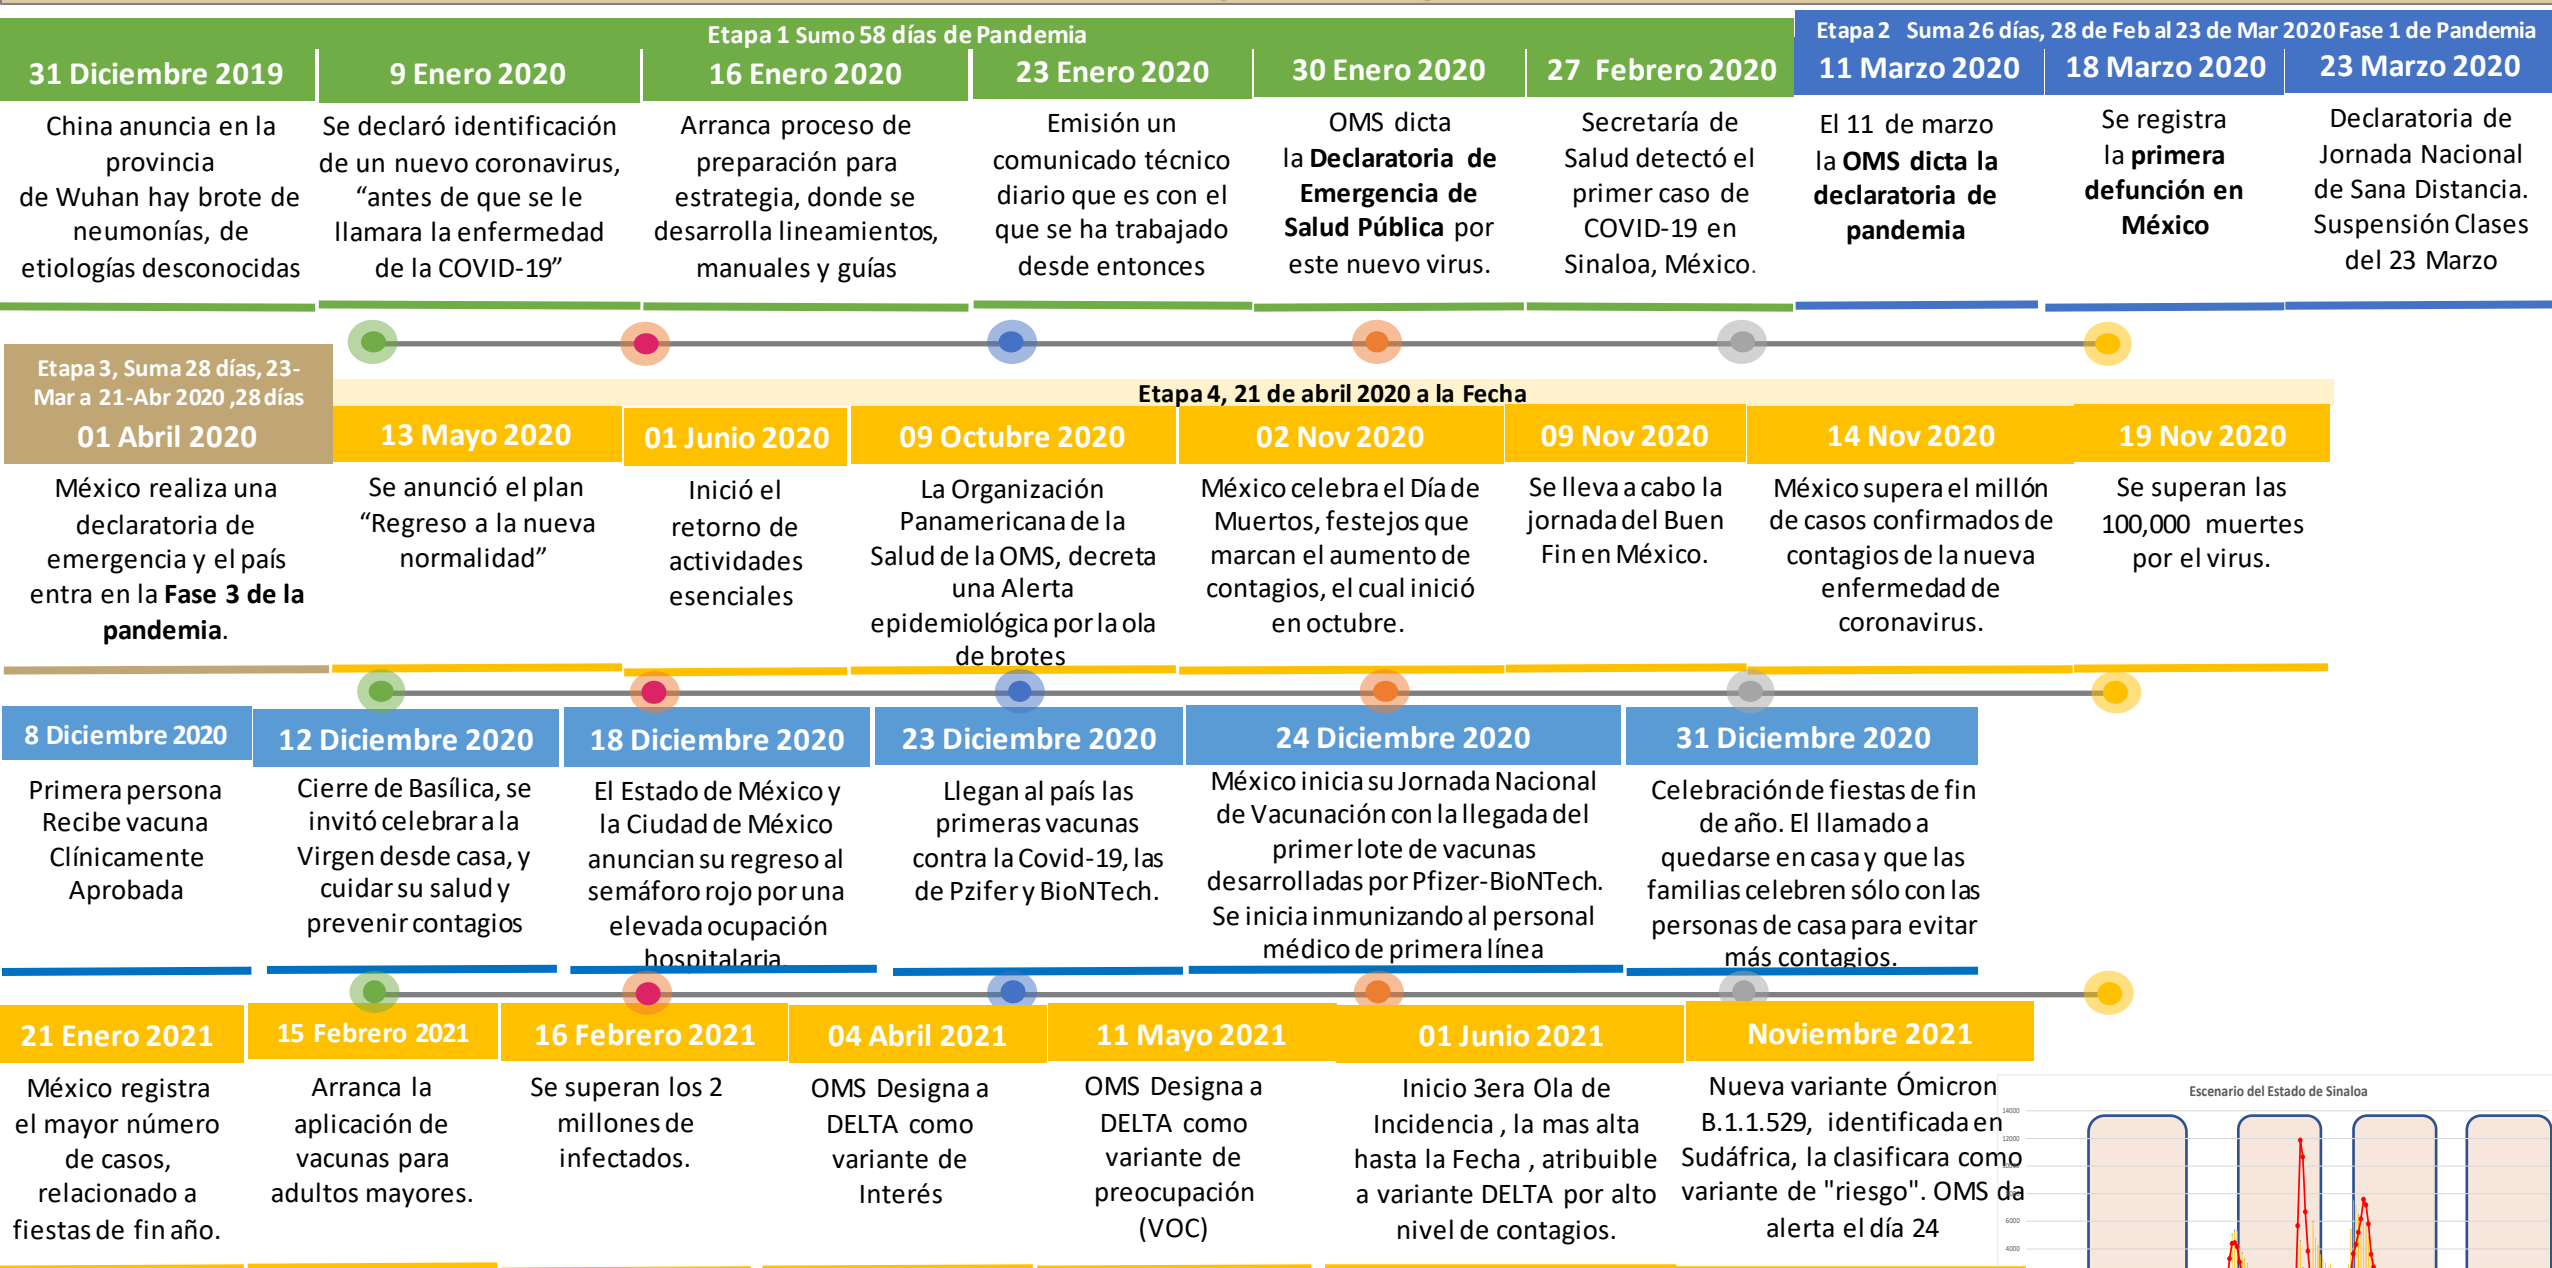 Etapa 1 Sumo 58 días de Pandemia
Etapa 2 Suma 26 días, 28 de Feb al 23 de Mar 2020 Fase 1 de Pandemia
31 Diciembre 2019
China anuncia en la
provincia
de Wuhan hay brote de
neumonías, de
etiologías desconocidas
9 Enero 2020
Se declaró identificación
de un nuevo coronavirus,
“antes de que se le
llamara la enfermedad
de la COVID-19”
16 Enero 2020
Arranca proceso de
preparación para
estrategia, donde se
desarrolla lineamientos,
manuales y guías
23 Enero 2020
Emisión un
comunicado técnico
diario que es con el
que se ha trabajado
desde entonces
30 Enero 2020
OMS dicta
la Declaratoria de
Emergencia de
Salud Pública por
este nuevo virus.
27 Febrero 2020
Secretaría de
Salud detectó el
primer caso de
COVID-19 en
Sinaloa, México.
11 Marzo 2020
El 11 de marzo
la OMS dicta la
declaratoria de
pandemia
18 Marzo 2020
Se registra
la primera
defunción en
México
23 Marzo 2020
Declaratoria de
Jornada Nacional
de Sana Distancia.
Suspensión Clases
del 23 Marzo
Etapa 3, Suma 28 días, 23-
Mar a 21-Abr 2020 ,28 días
01 Abril 2020
México realiza una
declaratoria de
emergencia y el país
entra en la Fase 3 de la
pandemia.
Etapa 4, 21 de abril 2020 a la Fecha
13 Mayo 2020
Se anunció el plan
“Regreso a la nueva
normalidad”
01 Junio 2020
Inició el
retorno de
actividades
esenciales
09 Octubre 2020
La Organización
Panamericana de la
Salud de la OMS, decreta
una Alerta
epidemiológica por la ola
de brotes
02 Nov 2020
México celebra el Día de
Muertos, festejos que
marcan el aumento de
contagios, el cual inició
en octubre.
09 Nov 2020
Se lleva a cabo la
jornada del Buen
Fin en México.
14 Nov 2020
México supera el millón
de casos confirmados de
contagios de la nueva
enfermedad de
coronavirus.
19 Nov 2020
Se superan las
100,000 muertes
por el virus.
8 Diciembre 2020
Primera persona
Recibe vacuna
Clínicamente
Aprobada
12 Diciembre 2020
Cierre de Basílica, se
invitó celebrar a la
Virgen desde casa, y
cuidar su salud y
prevenir contagios
18 Diciembre 2020
El Estado de México y
la Ciudad de México
anuncian su regreso al
semáforo rojo por una
elevada ocupación
hospitalaria.
23 Diciembre 2020
Llegan al país las
primeras vacunas
contra la Covid-19, las
de Pzifer y BioNTech.
24 Diciembre 2020
México inicia su Jornada Nacional
de Vacunación con la llegada del
primer lote de vacunas
desarrolladas por Pfizer-BioNTech.
Se inicia inmunizando al personal
médico de primera línea
31 Diciembre 2020
Celebración de fiestas de fin
de año. El llamado a
quedarse en casa y que las
familias celebren sólo con las
personas de casa para evitar
más contagios.
21 Enero 2021
México registra
el mayor número
de casos,
relacionado a
fiestas de fin año.
15 Febrero 2021
Arranca la
aplicación de
vacunas para
adultos mayores.
16 Febrero 2021
Se superan los 2
millones de
infectados.
04 Abril 2021
OMS Designa a
DELTA como
variante de
Interés
11 Mayo 2021
OMS Designa a
DELTA como
variante de
preocupación
(VOC)
01 Junio 2021
Inicio 3era Ola de
Incidencia , la mas alta
hasta la Fecha , atribuible
a variante DELTA por alto
nivel de contagios.
Noviembre 2021
Nueva variante Ómicron
B.1.1.529, identificada en
Sudáfrica, la clasificara como
variante de "riesgo". OMS da
alerta el día 24
Escenario del Estado de Sinaloa
14000
12000
6000
4000